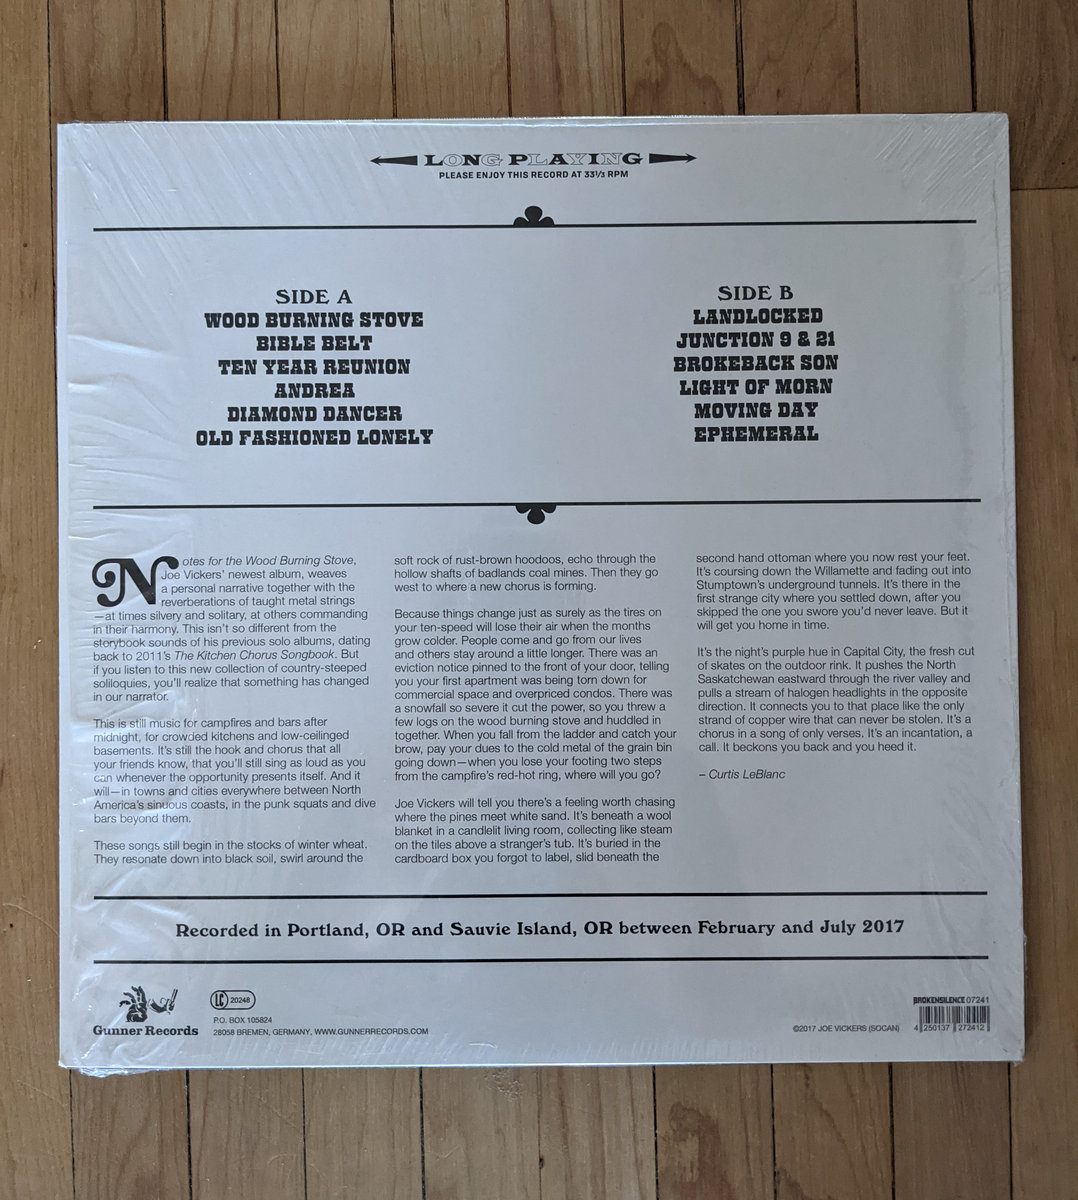 LONG PLAYING
PLEASE ENJOY THIS RECORD AT 33⅓ RPM
SIDE A
WOOD BURNING STOVE
BIBLE BELT
TEN YEAR REUNION
ANDREA
DIAMOND DANCER
OLD FASHIONED LONELY
SIDE B
LANDLOCKED
JUNCTION 9 & 21
BROKEBACK SON
LIGHT OF MORN
MOVING DAY
EPHEMERAL
Notes for the Wood Burning Stove,
Joe Vickers' newest album, weaves
a personal narrative together with the
reverberations of taught metal strings
—at times silvery and solitary, at others commanding
in their harmony. This isn't so different from the
storybook sounds of his previous solo albums, dating
back to 2011's The Kitchen Chorus Songbook. But
if you listen to this new collection of country-steeped
soliloquies, you'll realize that something has changed
in our narrator.
This is still music for campfires and bars after
midnight, for crowded kitchens and low-ceilinged
basements. It's still the hook and chorus that all
your friends know, that you'll still sing as loud as you
can whenever the opportunity presents itself. And it
will—in towns and cities everywhere between North
America's sinuous coasts, in the punk squats and dive
bars beyond them.
These songs still begin in the stocks of winter wheat.
They resonate down into black soil, swirl around the
soft rock of rust-brown hoodoos, echo through the
hollow shafts of badlands coal mines. Then they go
west to where a new chorus is forming.
Because things change just as surely as the tires on
your ten-speed will lose their air when the months
grow colder. People come and go from our lives
and others stay around a little longer. There was an
eviction notice pinned to the front of your door, telling
you your first apartment was being torn down for
commercial space and overpriced condos. There was
a snowfall so severe it cut the power, so you threw a
few logs on the wood burning stove and huddled in
together. When you fall from the ladder and catch your
brow, pay your dues to the cold metal of the grain bin
going down—when you lose your footing two steps
from the campfire's red-hot ring, where will you go?
Joe Vickers will tell you there's a feeling worth chasing
where the pines meet white sand. It's beneath a wool
blanket in a candlelit living room, collecting like steam
on the tiles above a stranger's tub. It's buried in the
cardboard box you forgot to label, slid beneath the
second hand ottoman where you now rest your feet.
It's coursing down the Willamette and fading out into
Stumptown's underground tunnels. It's there in the
first strange city where you settled down, after you
skipped the one you swore you'd never leave. But it
will get you home in time.
It's the night's purple hue in Capital City, the fresh cut
of skates on the outdoor rink. It pushes the North
Saskatchewan eastward through the river valley and
pulls a stream of halogen headlights in the opposite
direction. It connects you to that place like the only
strand of copper wire that can never be stolen. It's a
chorus in a song of only verses. It's an incantation, a
call. It beckons you back and you heed it.
– Curtis LeBlanc
Recorded in Portland, OR and Sauvie Island, OR between February and July 2017
Gunner Records
LC 20248
P.O. BOX 105824
28058 BREMEN, GERMANY, WWW.GUNNERRECORDS.COM
©2017 JOE VICKERS (SOCAN)
BROKENSILENCE 07241
4 250137 272412